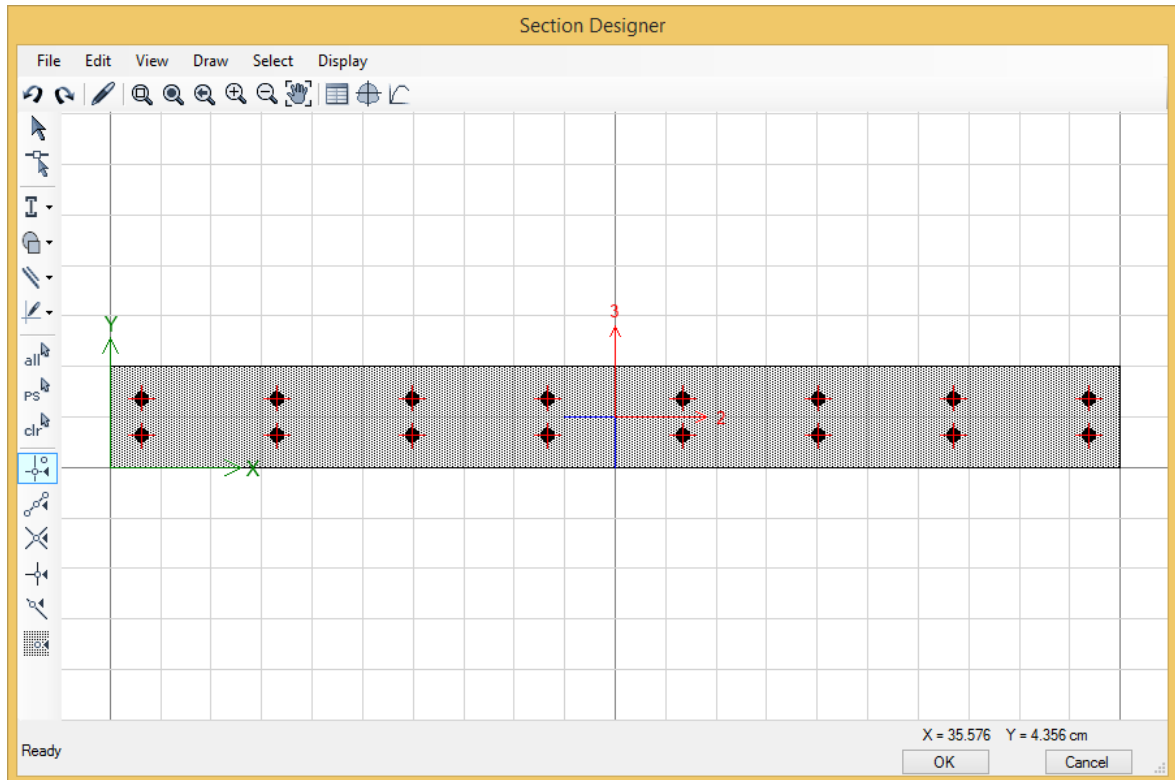 Section Designer
File Edit View Draw Select Display
all
PS
clr
Y
3
2
X
X = 35.576 Y = 4.356 cm
Ready
OK Cancel